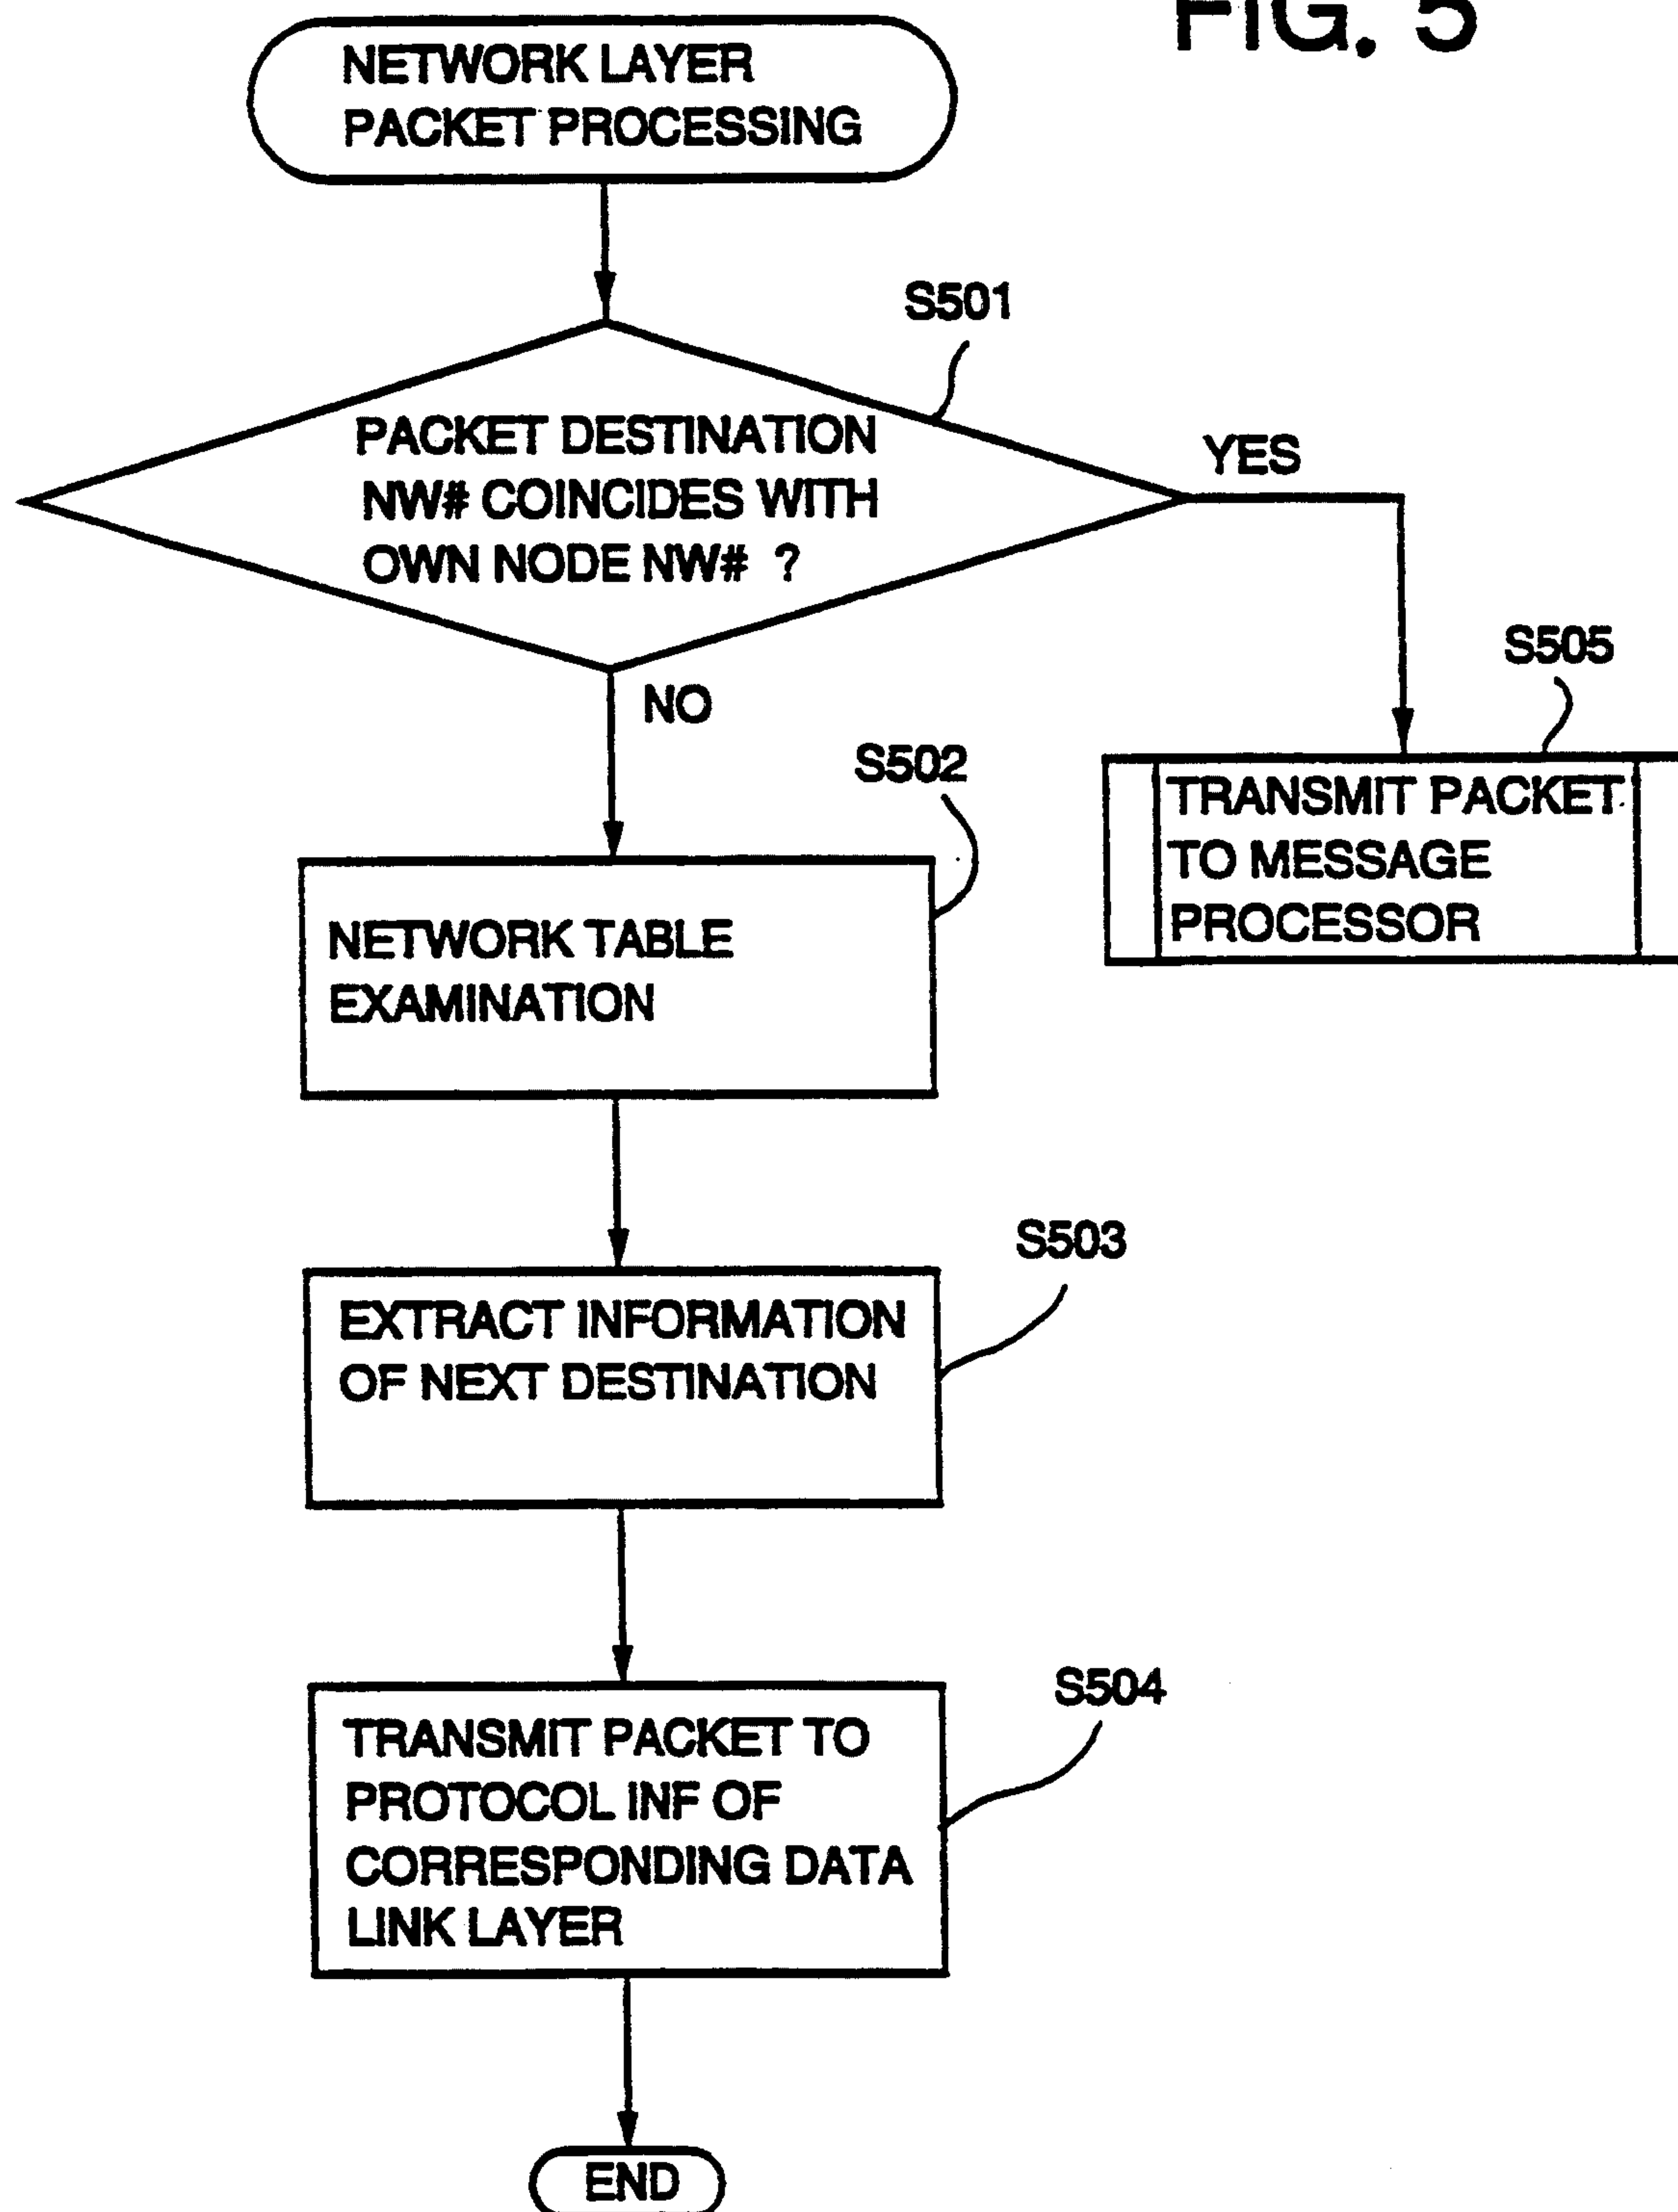 FIG. 5
NETWORK LAYER
PACKET PROCESSING
S501
PACKET DESTINATION
NW# COINCIDES WITH
OWN NODE NW# ?
YES
NO
S505
TRANSMIT PACKET
TO MESSAGE
PROCESSOR
S502
NETWORK TABLE
EXAMINATION
S503
EXTRACT INFORMATION
OF NEXT DESTINATION
S504
TRANSMIT PACKET TO
PROTOCOL INF OF
CORRESPONDING DATA
LINK LAYER
END